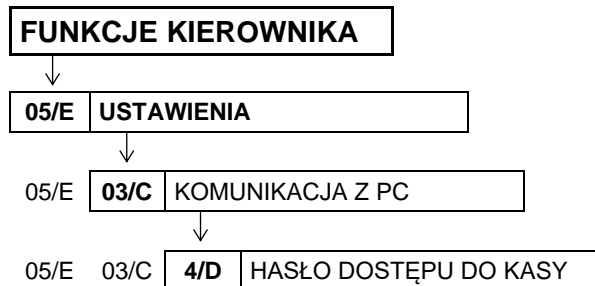 FUNKCJE KIEROWNIKA
05/E USTAWIENIA
05/E 03/C KOMUNIKACJA Z PC
05/E 03/C 4/D HASŁO DOSTĘPU DO KASY